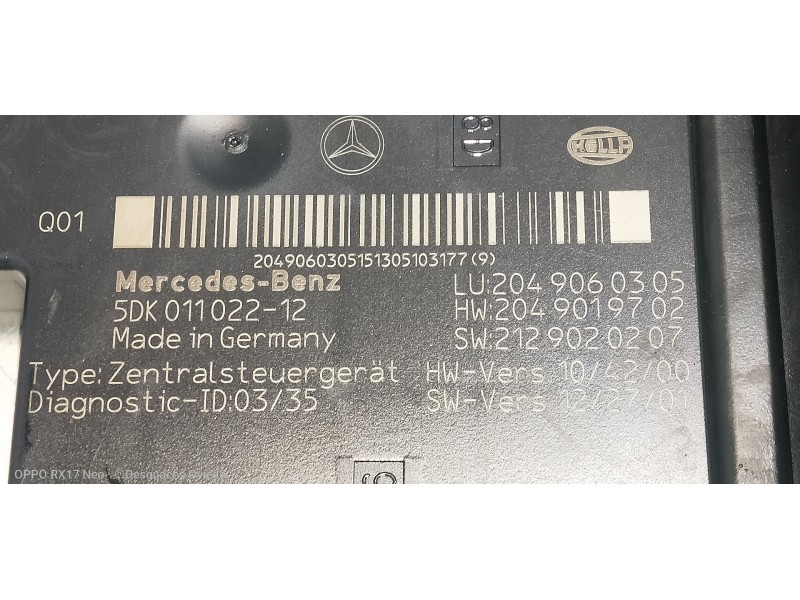 D8
HELLA
Q01
2049060305151305103177(9)
Mercedes-Benz LU:204 906 03 05
5DK 011 022-12 HW:204 901 97 02
Made in Germany SW:212 902 02 07
Type: Zentralsteuergerät HW-Vers 10/42/00
Diagnostic-ID:03/35 SW-Vers 12/27/01
OPPO RX17 Neo